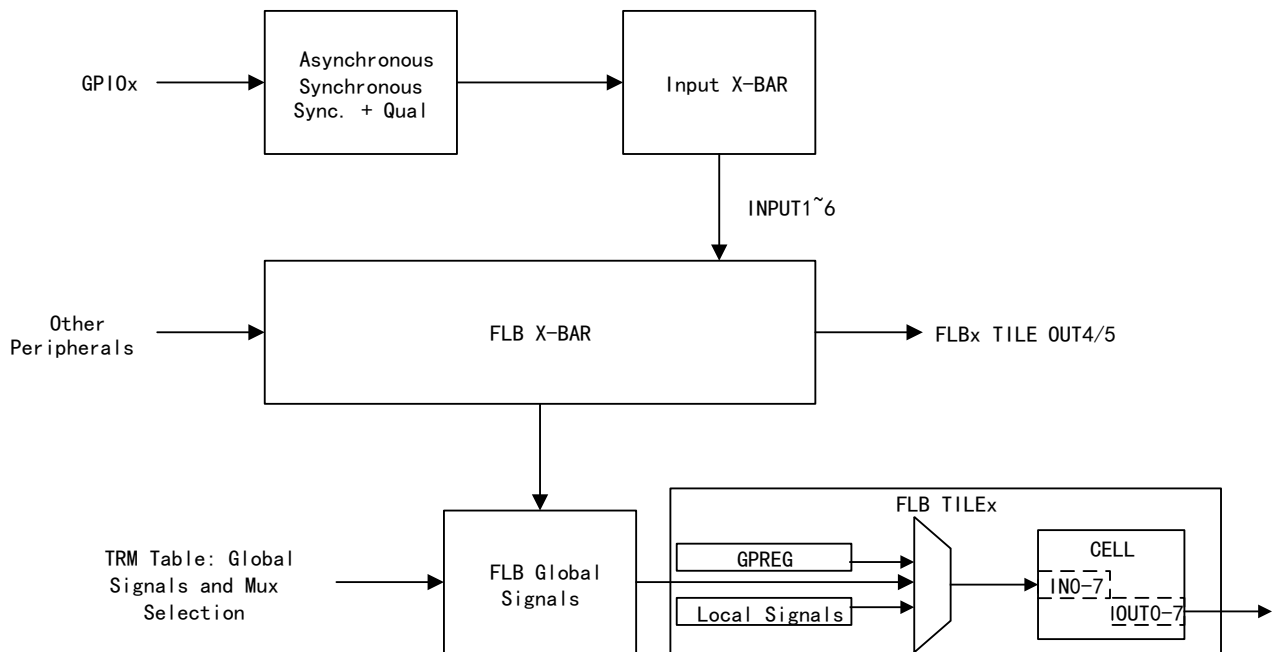 GPIOx
Asynchronous
Synchronous
Sync. + Qual
Input X-BAR
INPUT1~6
Other
Peripherals
FLB X-BAR
FLBx TILE OUT4/5
TRM Table: Global
Signals and Mux
Selection
FLB Global
Signals
FLB TILEx
GPREG
Local Signals
CELL
IN0-7
OUT0-7